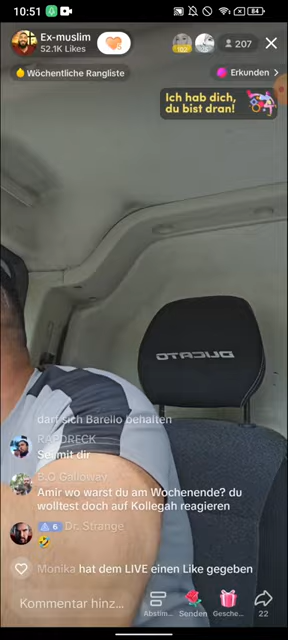 10:51
84
Ex-muslim
52.1K Likes
207
Wöchentliche Rangliste
Erkunden
Ich hab dich,
du bist dran!
DUCATO
darf sich Barello behalten
RAFDRECK
Sei mit dir
B.O Galloway
Amir wo warst du am Wochenende? du
wolltest doch auf Kollegah reagieren
6 Dr. Strange
Monika hat dem LIVE einen Like gegeben
Kommentar hinz...
Abstim...
Senden
Gesche...
22